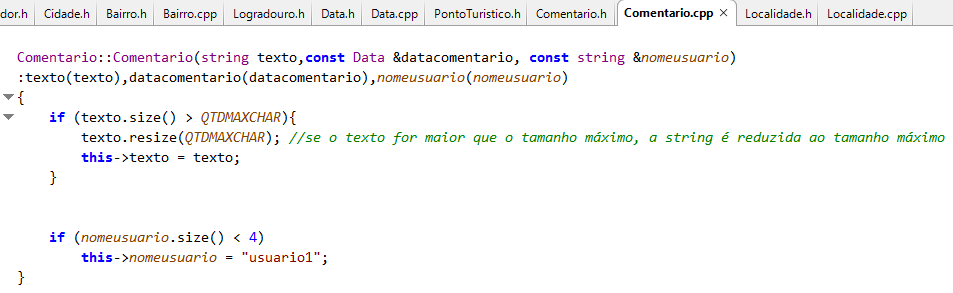 dor.h Cidade.h Bairro.h Bairro.cpp Logradouro.h Data.h Data.cpp PontoTuristico.h Comentario.h Comentario.cpp × Localidade.h Localidade.cpp
Comentario::Comentario(string texto,const Data &datacomentario, const string &nomeusuario)
:texto(texto),datacomentario(datacomentario),nomeusuario(nomeusuario)
{
if (texto.size() > QTDMAXCHAR){
texto.resize(QTDMAXCHAR); //se o texto for maior que o tamanho máximo, a string é reduzida ao tamanho máximo
this->texto = texto;
}
if (nomeusuario.size() < 4)
this->nomeusuario = "usuario1";
}